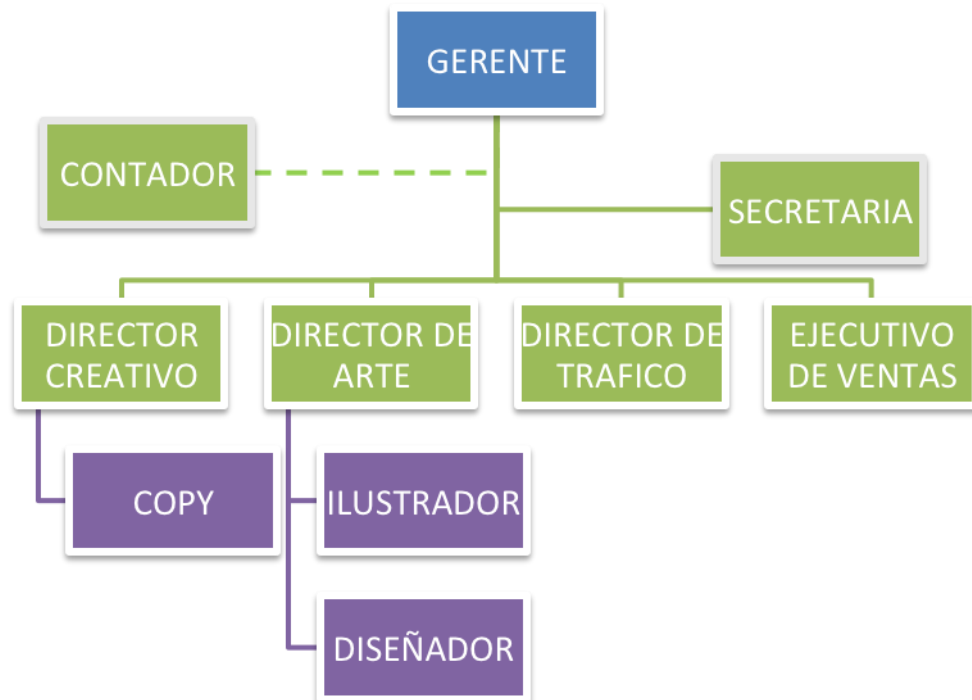 GERENTE
CONTADOR
SECRETARIA
DIRECTOR
CREATIVO
DIRECTOR DE
ARTE
DIRECTOR DE
TRAFICO
EJECUTIVO
DE VENTAS
COPY
ILUSTRADOR
DISEÑADOR